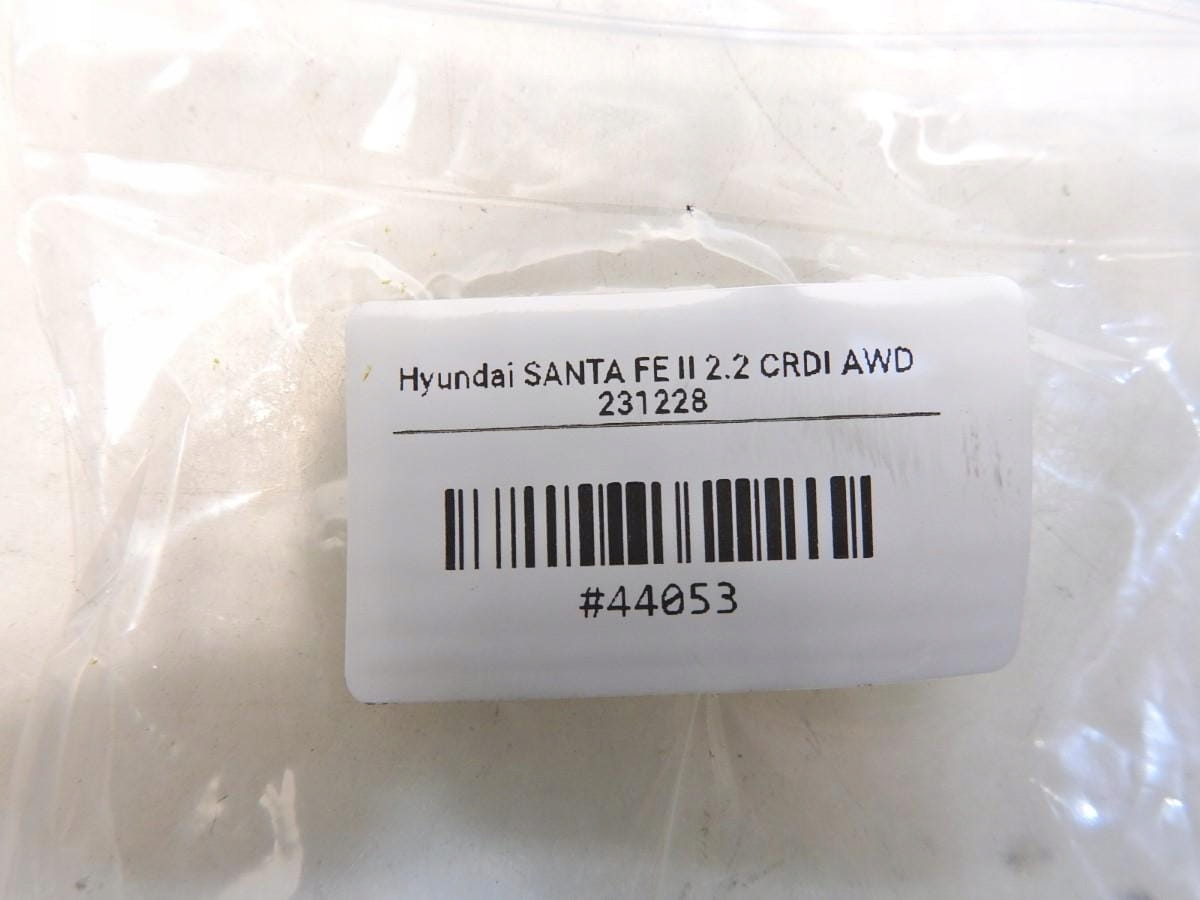 Hyundai SANTA FE II 2.2 CRDI AWD
231228
#44053